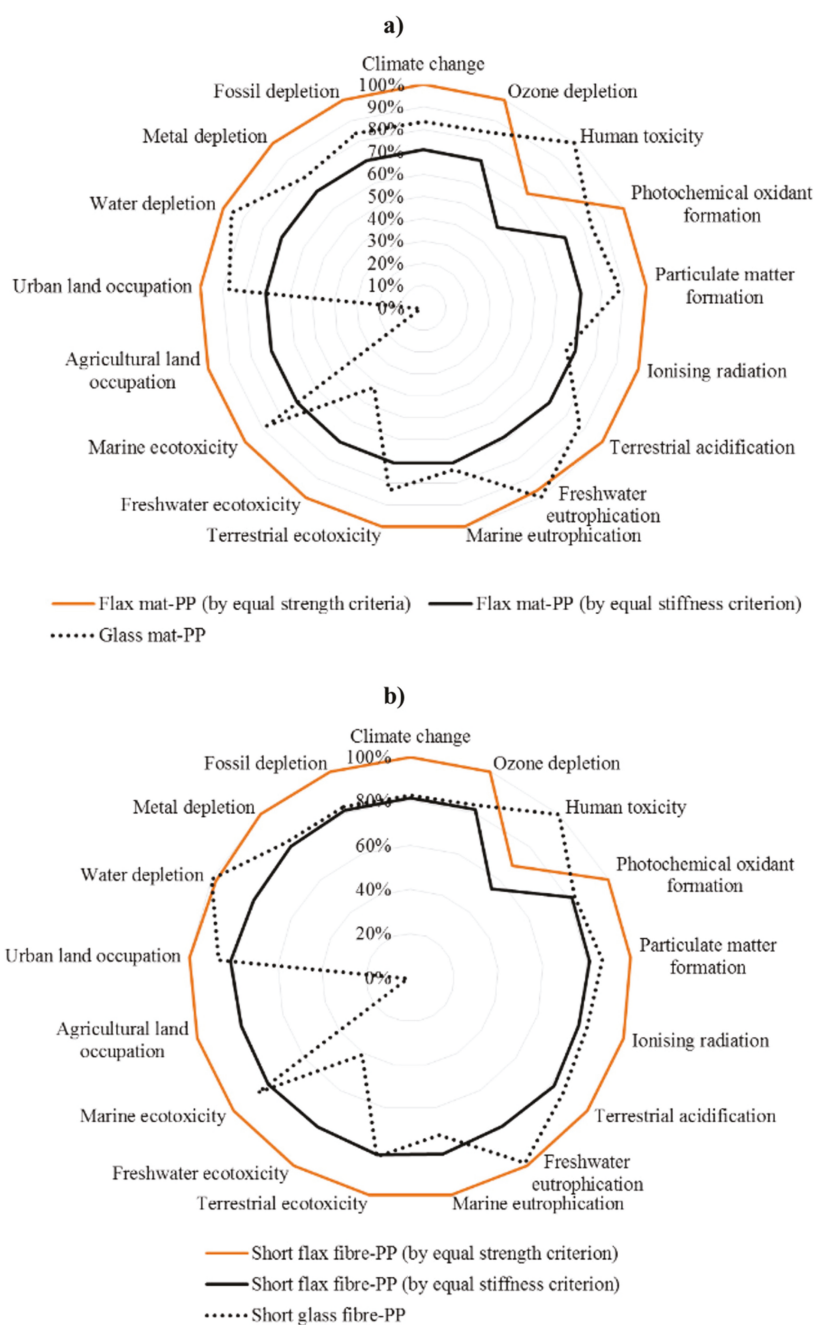 a)
Climate change
Fossil depletion
Ozone depletion
Metal depletion
Human toxicity
Water depletion
Photochemical oxidant
formation
Urban land occupation
Particulate matter
formation
Agricultural land
occupation
Ionising radiation
Marine ecotoxicity
Terrestrial acidification
Freshwater ecotoxicity
Freshwater
eutrophication
Terrestrial ecotoxicity
Marine eutrophication
100%
90%
80%
70%
60%
50%
40%
30%
20%
10%
0%
Flax mat-PP (by equal strength criteria)
Flax mat-PP (by equal stiffness criterion)
Glass mat-PP
b)
Climate change
Fossil depletion
Ozone depletion
Metal depletion
Human toxicity
Water depletion
Photochemical oxidant
formation
Urban land occupation
Particulate matter
formation
Agricultural land
occupation
Ionising radiation
Marine ecotoxicity
Terrestrial acidification
Freshwater ecotoxicity
Freshwater
eutrophication
Terrestrial ecotoxicity
Marine eutrophication
100%
80%
60%
40%
20%
0%
Short flax fibre-PP (by equal strength criterion)
Short flax fibre-PP (by equal stiffness criterion)
Short glass fibre-PP